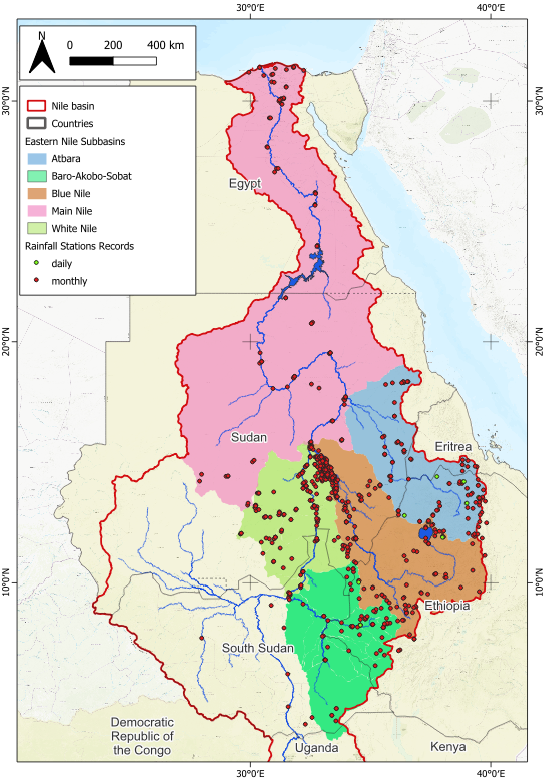 30°0'E
40°0'E
N
0 200 400 km
Nile basin
Countries
Eastern Nile Subbasins
Atbara
Baro-Akobo-Sobat
Blue Nile
Main Nile
White Nile
Rainfall Stations Records
daily
monthly
30°0'N
30°0'N
Egypt
20°0'N
20°0'N
Sudan
Eritrea
10°0'N
10°0'N
Ethiopia
South Sudan
Democratic
Republic of
the Congo
Uganda
Kenya
30°0'E
40°0'E